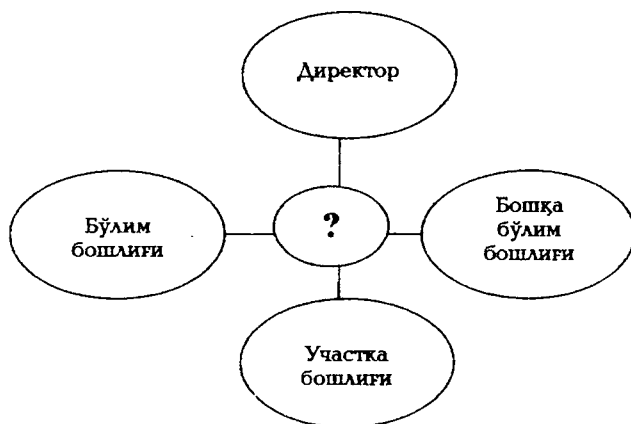 Директор
Бўлим
бошлиғи
?
Бошқа
бўлим
бошлиғи
Участка
бошлиғи